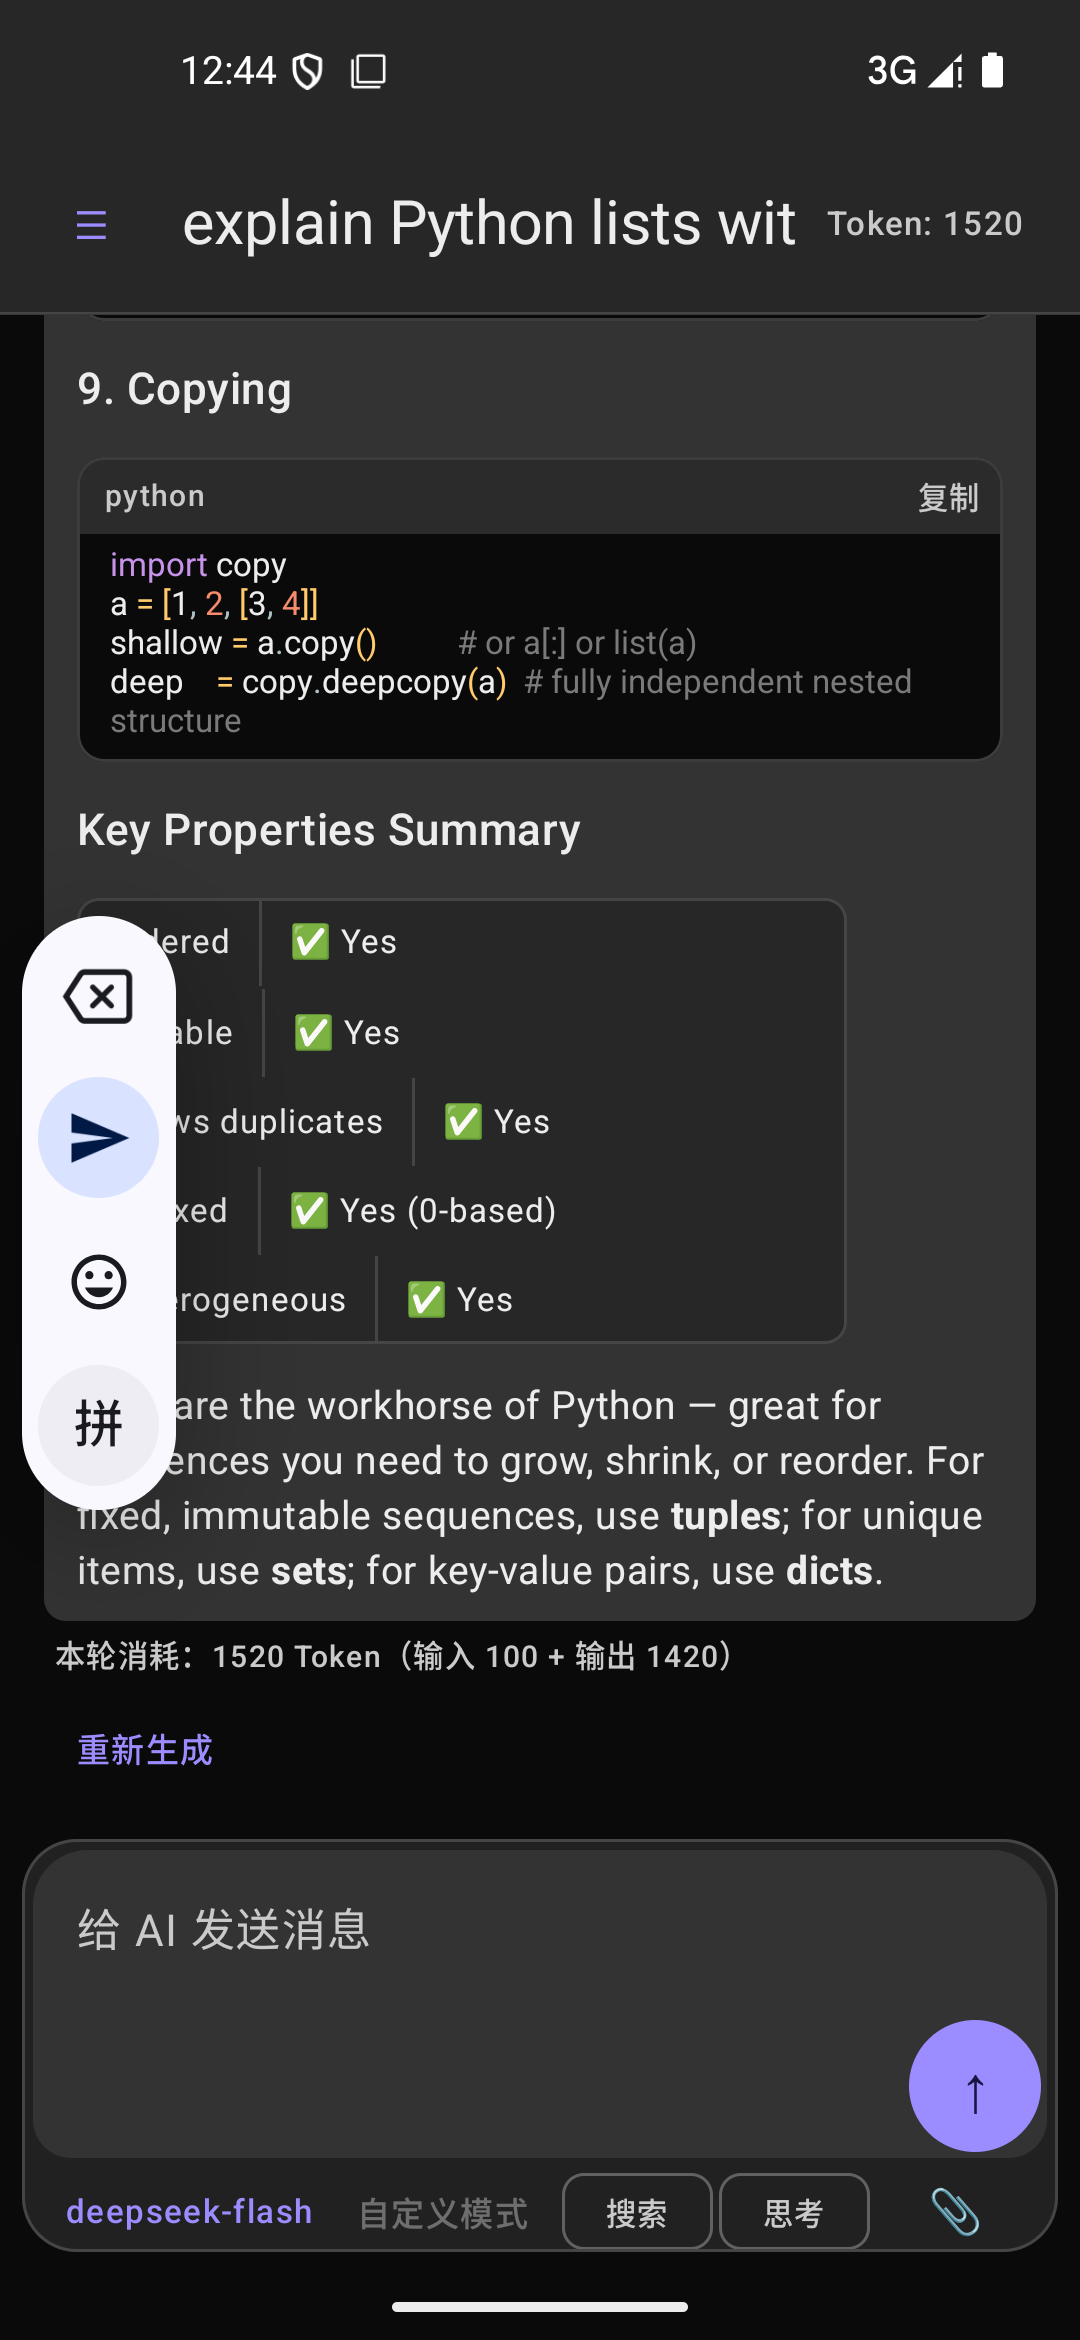 12:44 3G
☰ explain Python lists wit Token: 1520
9. Copying
python 复制
import copy
a = [1, 2, [3, 4]]
shallow = a.copy() # or a[:] or list(a)
deep = copy.deepcopy(a) # fully independent nested
structure
Key Properties Summary
dered ✅ Yes
able ✅ Yes
ws duplicates ✅ Yes
xed ✅ Yes (0-based)
erogeneous ✅ Yes
拼
are the workhorse of Python — great for
ences you need to grow, shrink, or reorder. For
fixed, immutable sequences, use tuples; for unique
items, use sets; for key-value pairs, use dicts.
本轮消耗：1520 Token（输入 100 + 输出 1420）
重新生成
给 AI 发送消息
↑
deepseek-flash 自定义模式 搜索 思考